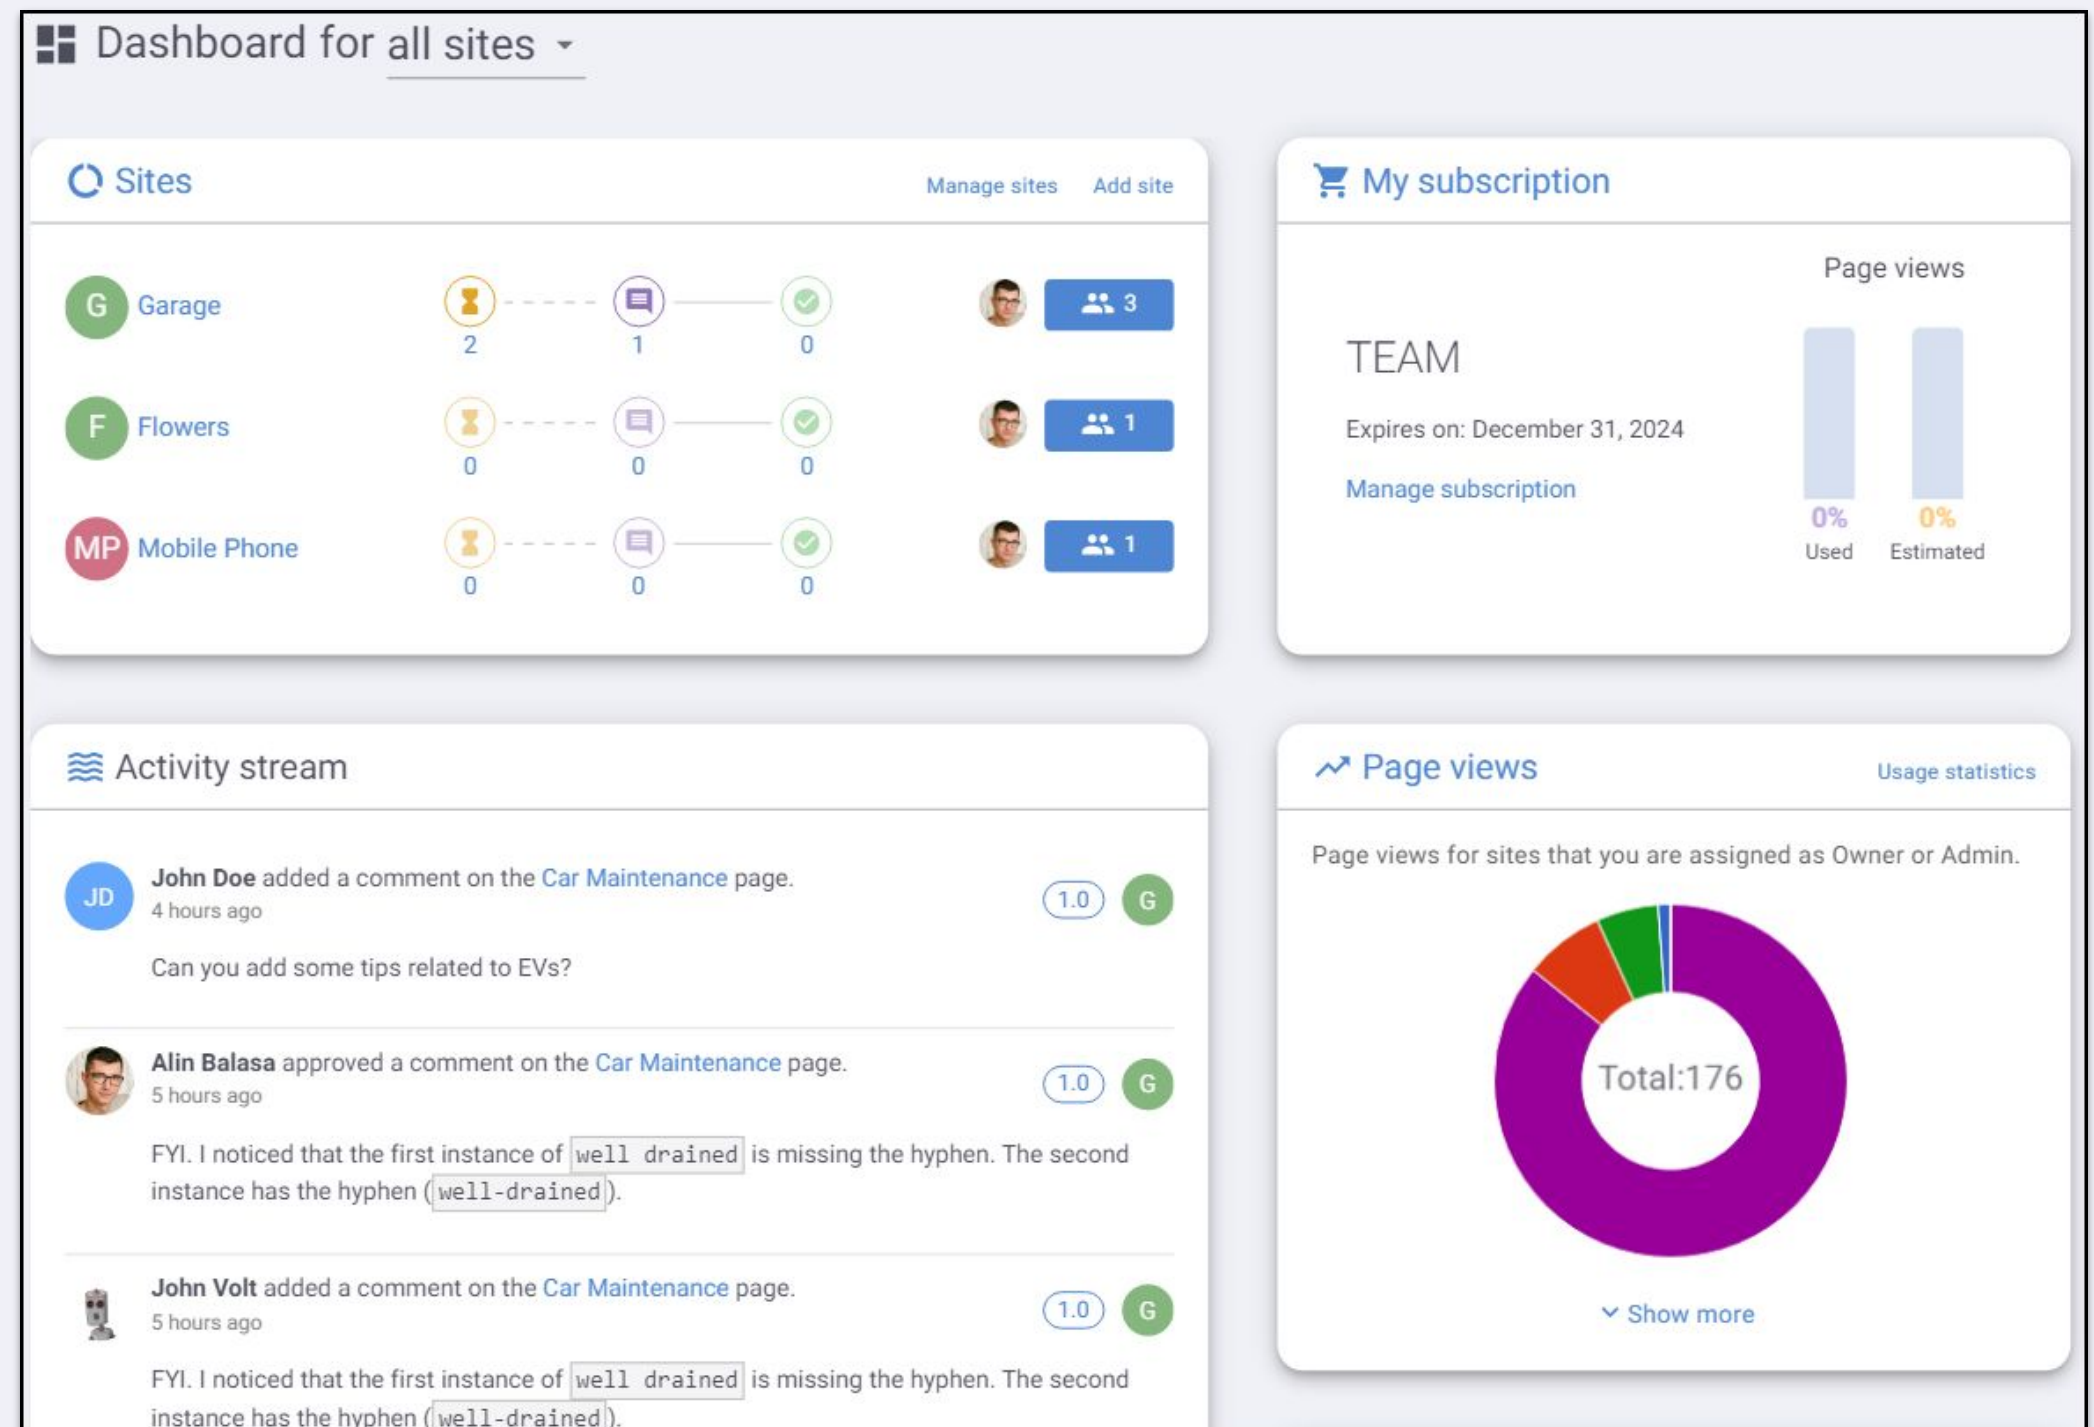 Dashboard for all sites
Sites
Manage sites Add site
G Garage
2 1 0
3
F Flowers
0 0 0
1
MP Mobile Phone
0 0 0
1
My subscription
Page views
TEAM
Expires on: December 31, 2024
Manage subscription
0% 0%
Used Estimated
Activity stream
JD
John Doe added a comment on the Car Maintenance page.
4 hours ago
1.0 G
Can you add some tips related to EVs?
Alin Balasa approved a comment on the Car Maintenance page.
5 hours ago
1.0 G
FYI. I noticed that the first instance of well drained is missing the hyphen. The second
instance has the hyphen (well-drained).
John Volt added a comment on the Car Maintenance page.
5 hours ago
1.0 G
FYI. I noticed that the first instance of well drained is missing the hyphen. The second
instance has the hyphen (well-drained).
Page views
Usage statistics
Page views for sites that you are assigned as Owner or Admin.
Total:176
Show more